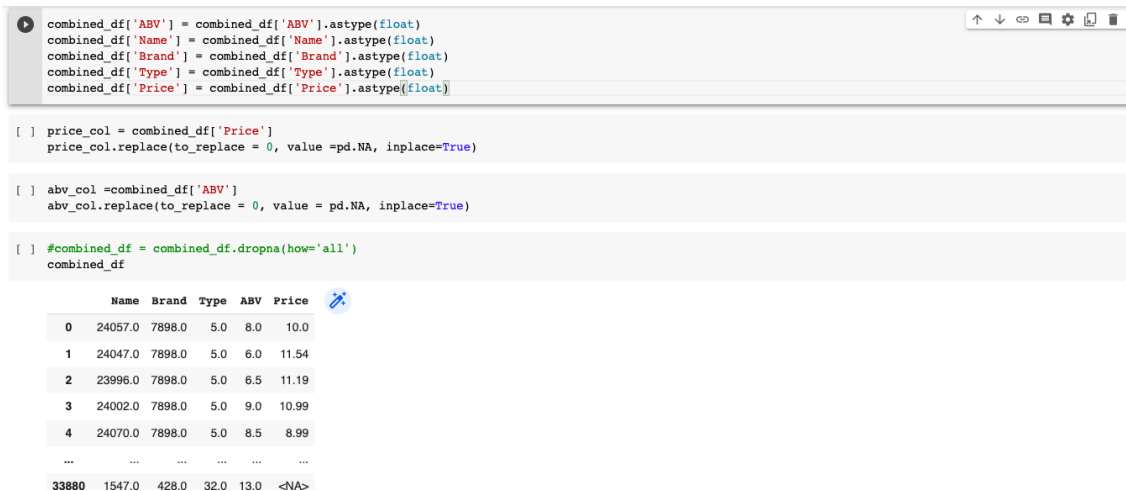 combined_df['ABV'] = combined_df['ABV'].astype(float)
combined_df['Name'] = combined_df['Name'].astype(float)
combined_df['Brand'] = combined_df['Brand'].astype(float)
combined_df['Type'] = combined_df['Type'].astype(float)
combined_df['Price'] = combined_df['Price'].astype(float)
[ ] price_col = combined_df['Price']
price_col.replace(to_replace = 0, value =pd.NA, inplace=True)
[ ] abv_col =combined_df['ABV']
abv_col.replace(to_replace = 0, value = pd.NA, inplace=True)
[ ] #combined_df = combined_df.dropna(how='all')
combined_df
Name Brand Type ABV Price
0 24057.0 7898.0 5.0 8.0 10.0
1 24047.0 7898.0 5.0 6.0 11.54
2 23996.0 7898.0 5.0 6.5 11.19
3 24002.0 7898.0 5.0 9.0 10.99
4 24070.0 7898.0 5.0 8.5 8.99
... ... ... ... ... ...
33880 1547.0 428.0 32.0 13.0 <NA>